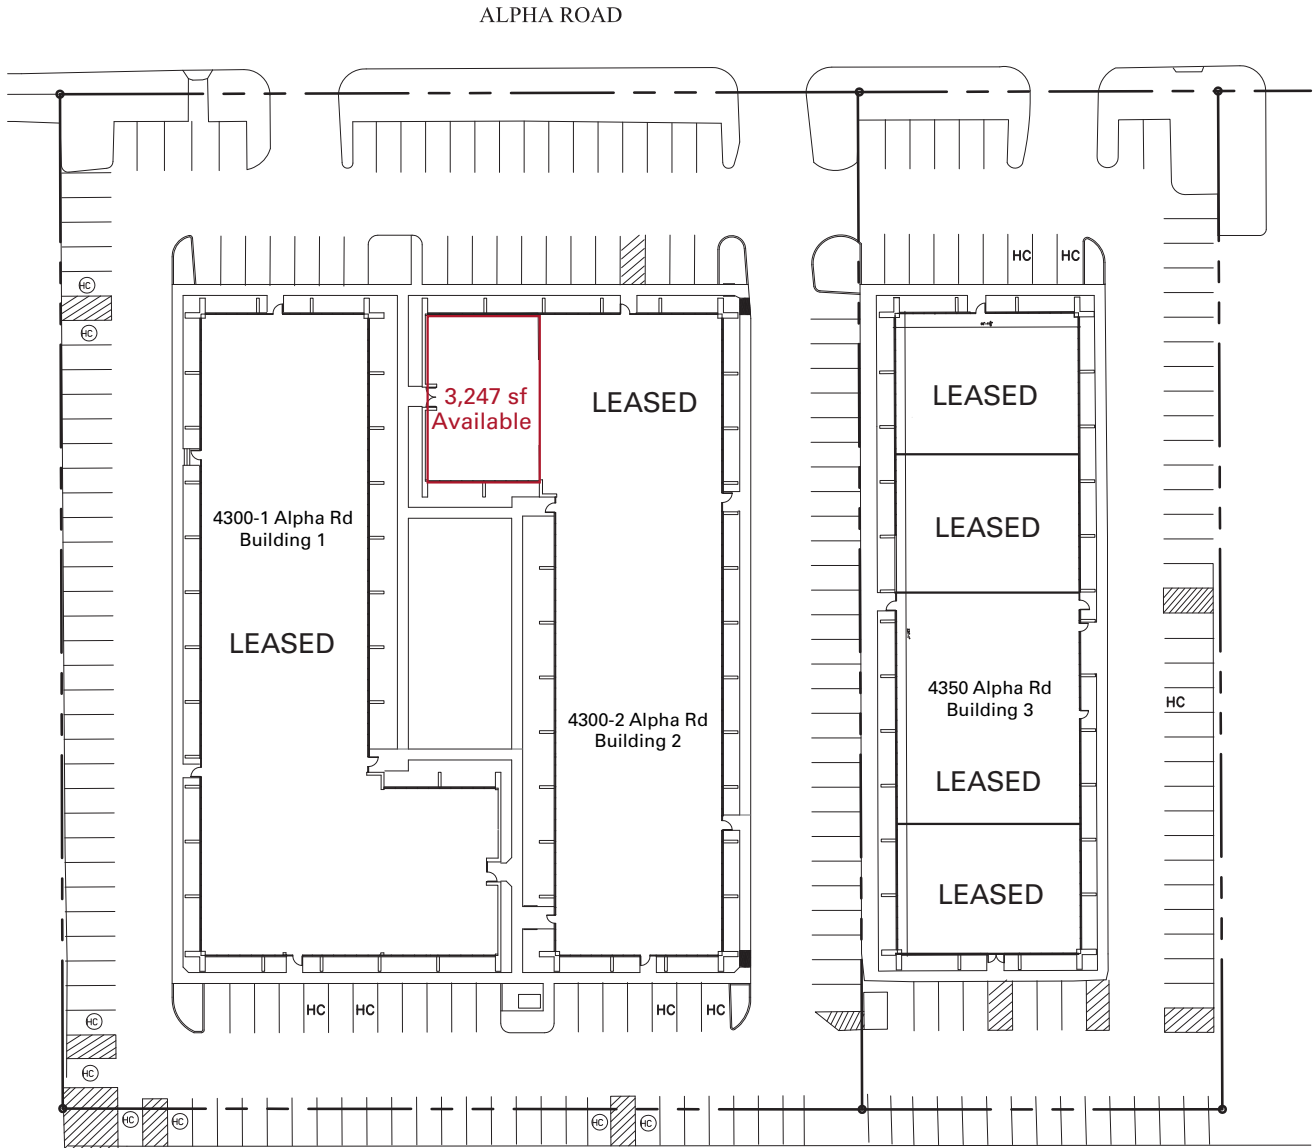 ALPHA ROAD
HC
HC
HC
HC
3,247 sf
Available
LEASED
LEASED
4300-1 Alpha Rd
Building 1
LEASED
LEASED
4300-2 Alpha Rd
Building 2
4350 Alpha Rd
Building 3
HC
LEASED
LEASED
HC
HC
HC
HC
HC
HC
HC
HC
HC
HC